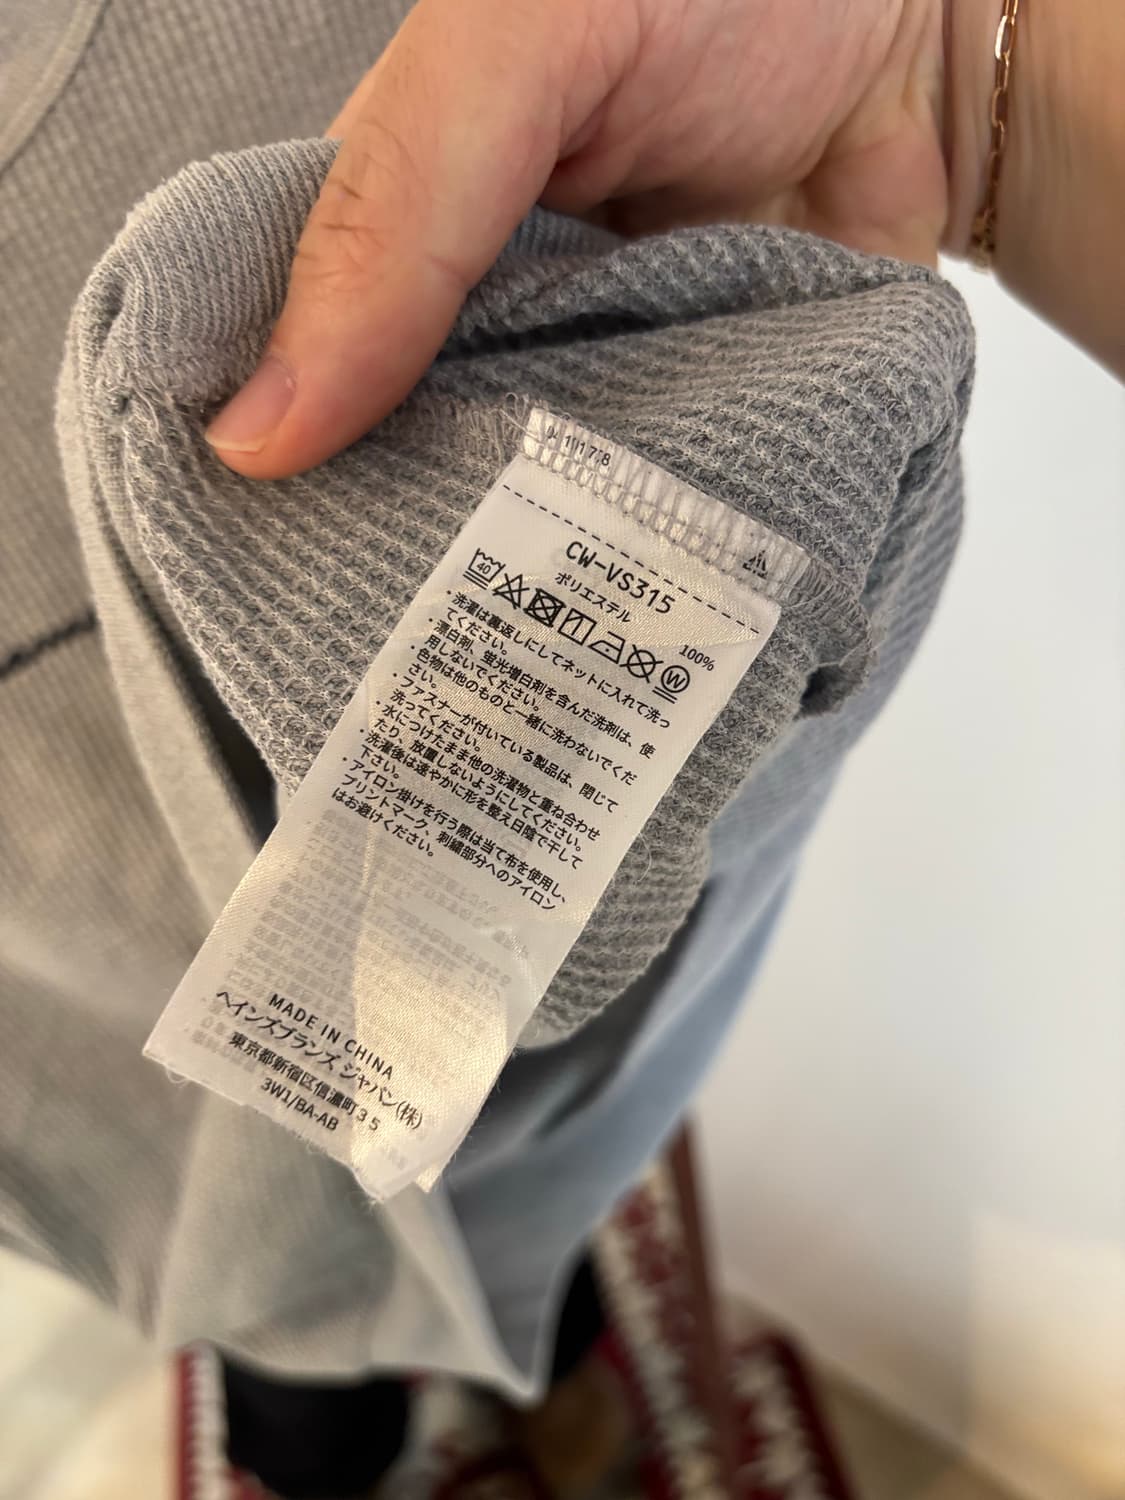 1178
CW-VS315
ポリエステル 100%
40
W
・洗濯は裏返しにしてネットに入れて洗っ
てください。
・漂白剤、蛍光増白剤を含んだ洗剤は、使
用しないでください。
・色物は他のものと一緒に洗わないでくだ
さい。
・ファスナーが付いている製品は、閉じて
洗ってください。
・水につけたまま他の洗濯物と重ね合わせ
たり、放置しないようにしてください。
・洗濯後は速やかに形を整え日陰で干して
下さい。
・アイロン掛けを行う際は当て布を使用し、
プリントマーク、刺繍部分へのアイロン
はお避けください。
MADE IN CHINA
ヘインズブランズ ジャパン(株)
東京都新宿区信濃町35
3W1/BA-AB